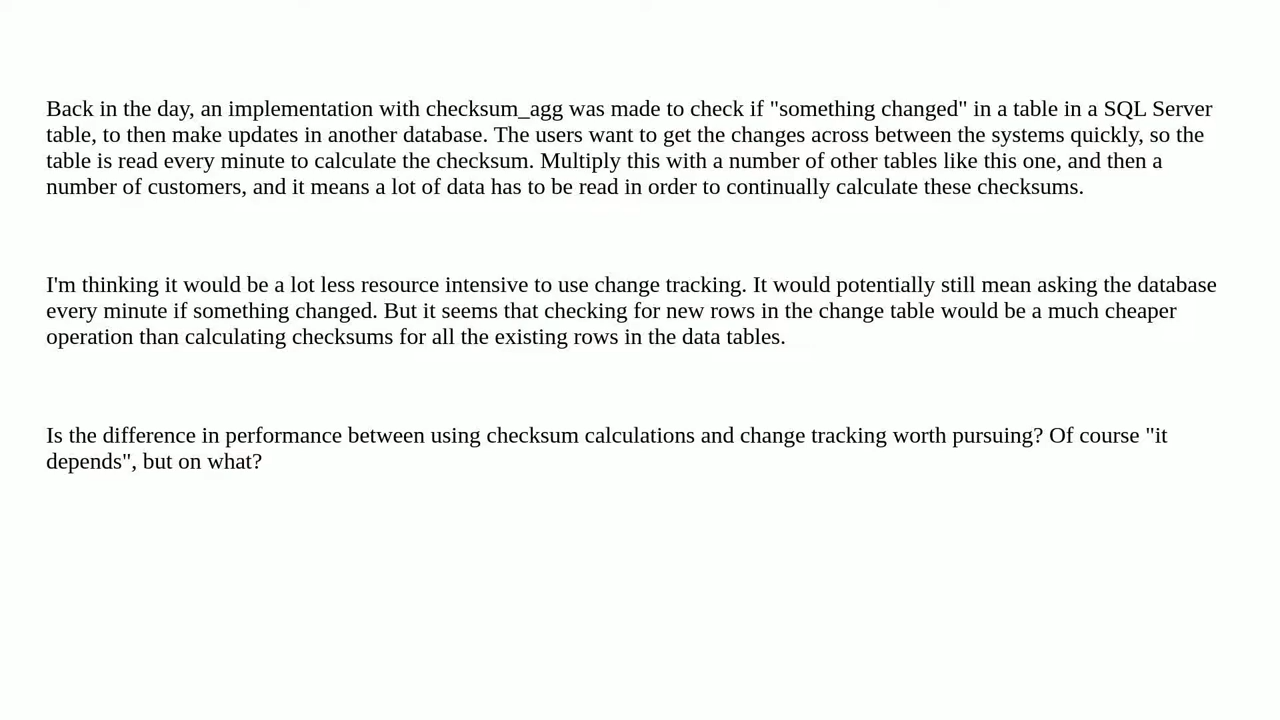 Back in the day, an implementation with checksum_agg was made to check if "something changed" in a table in a SQL Server
table, to then make updates in another database. The users want to get the changes across between the systems quickly, so the
table is read every minute to calculate the checksum. Multiply this with a number of other tables like this one, and then a
number of customers, and it means a lot of data has to be read in order to continually calculate these checksums.
I'm thinking it would be a lot less resource intensive to use change tracking. It would potentially still mean asking the database
every minute if something changed. But it seems that checking for new rows in the change table would be a much cheaper
operation than calculating checksums for all the existing rows in the data tables.
Is the difference in performance between using checksum calculations and change tracking worth pursuing? Of course "it
depends", but on what?